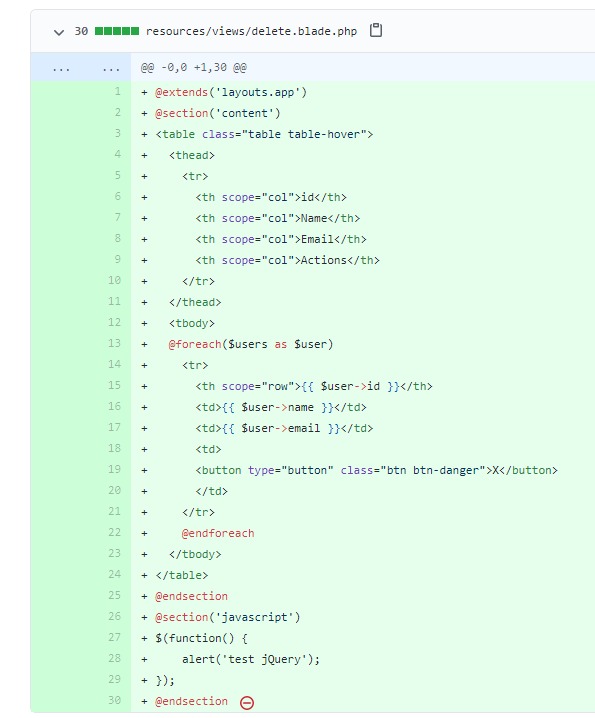 30 resources/views/delete.blade.php
... ... @@ -0,0 +1,30 @@
1 + @extends('layouts.app')
2 + @section('content')
3 + <table class="table table-hover">
4 +   <thead>
5 +     <tr>
6 +       <th scope="col">id</th>
7 +       <th scope="col">Name</th>
8 +       <th scope="col">Email</th>
9 +       <th scope="col">Actions</th>
10 +     </tr>
11 +   </thead>
12 +   <tbody>
13 +   @foreach($users as $user)
14 +     <tr>
15 +       <th scope="row">{{ $user->id }}</th>
16 +       <td>{{ $user->name }}</td>
17 +       <td>{{ $user->email }}</td>
18 +       <td>
19 +       <button type="button" class="btn btn-danger">X</button>
20 +       </td>
21 +     </tr>
22 +     @endforeach
23 +   </tbody>
24 + </table>
25 + @endsection
26 + @section('javascript')
27 + $(function() {
28 +     alert('test jQuery');
29 + });
30 + @endsection